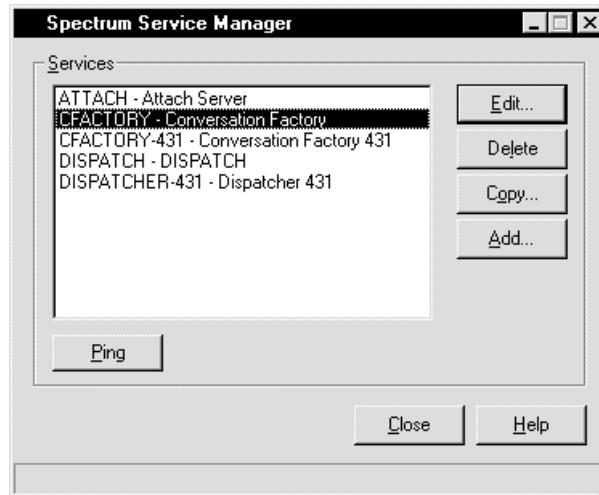 Spectrum Service Manager
Services
ATTACH - Attach Server
CFACTORY - Conversation Factory
CFACTORY-431 - Conversation Factory 431
DISPATCH - DISPATCH
DISPATCHER-431 - Dispatcher 431
Edit...
Delete
Copy...
Add...
Ping
Close
Help